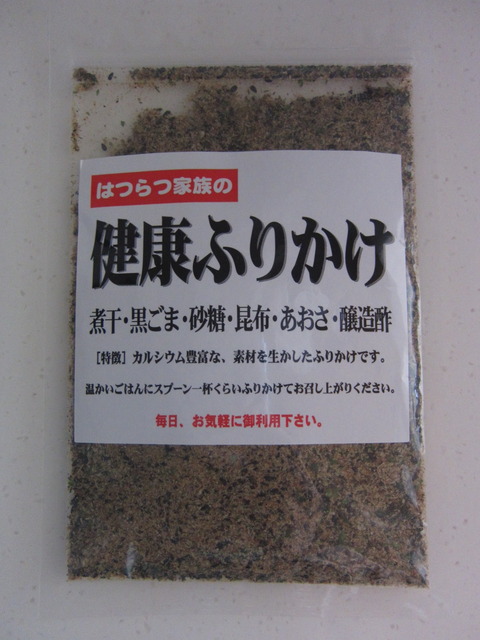 はつらつ家族の
健康ふりかけ
煮干・黒ごま・砂糖・昆布・あおさ・醸造酢
［特徴］カルシウム豊富な、素材を生かしたふりかけです。
温かいごはんにスプーン一杯くらいふりかけてお召し上がりください。
毎日、お気軽に御利用下さい。